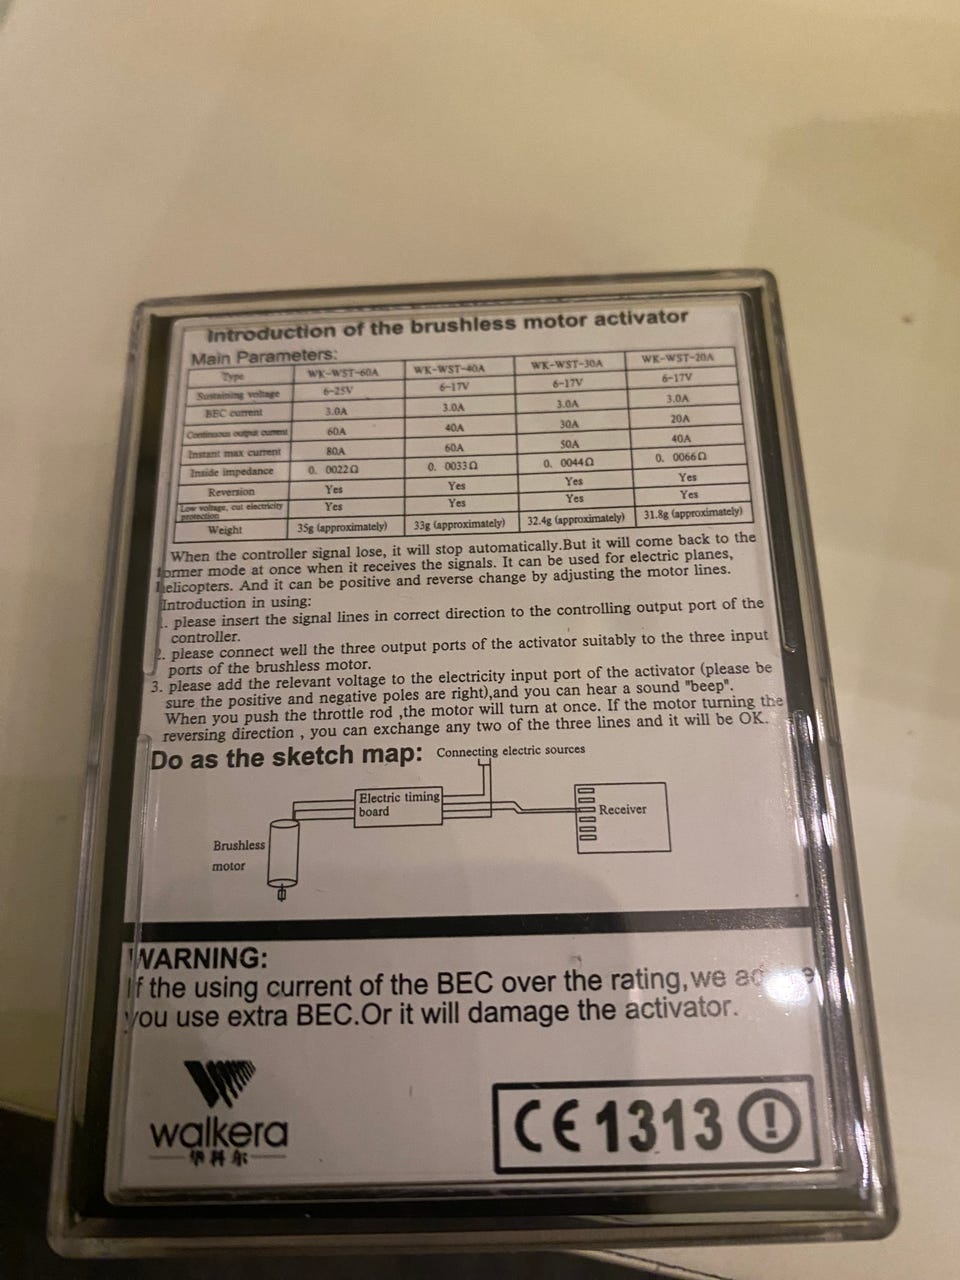 Introduction of the brushless motor activator
Main Parameters:
Type WK-WST-60A WK-WST-40A WK-WST-30A WK-WST-20A
Sustaining voltage 6-25V 6-17V 6-17V 6-17V
BEC current 3.0A 3.0A 3.0A 3.0A
Continuous output current 60A 40A 30A 20A
Instant max current 80A 60A 50A 40A
Inside impedance 0. 0022Ω 0. 0033Ω 0. 0044Ω 0. 0066Ω
Reversion Yes Yes Yes Yes
Low voltage, cut electricity protection Yes Yes Yes Yes
Weight 35g (approximately) 33g (approximately) 32.4g (approximately) 31.8g (approximately)
When the controller signal lose, it will stop automatically.But it will come back to the
former mode at once when it receives the signals. It can be used for electric planes,
helicopters. And it can be positive and reverse change by adjusting the motor lines.
Introduction in using:
1. please insert the signal lines in correct direction to the controlling output port of the
controller.
2. please connect well the three output ports of the activator suitably to the three input
ports of the brushless motor.
3. please add the relevant voltage to the electricity input port of the activator (please be
sure the positive and negative poles are right),and you can hear a sound "beep".
When you push the throttle rod ,the motor will turn at once. If the motor turning the
reversing direction , you can exchange any two of the three lines and it will be OK.
Do as the sketch map: Connecting electric sources
Electric timing
board
Receiver
Brushless
motor
WARNING:
If the using current of the BEC over the rating,we
you use extra BEC.Or it will damage the activator.
walkera
华科尔
CE 1313